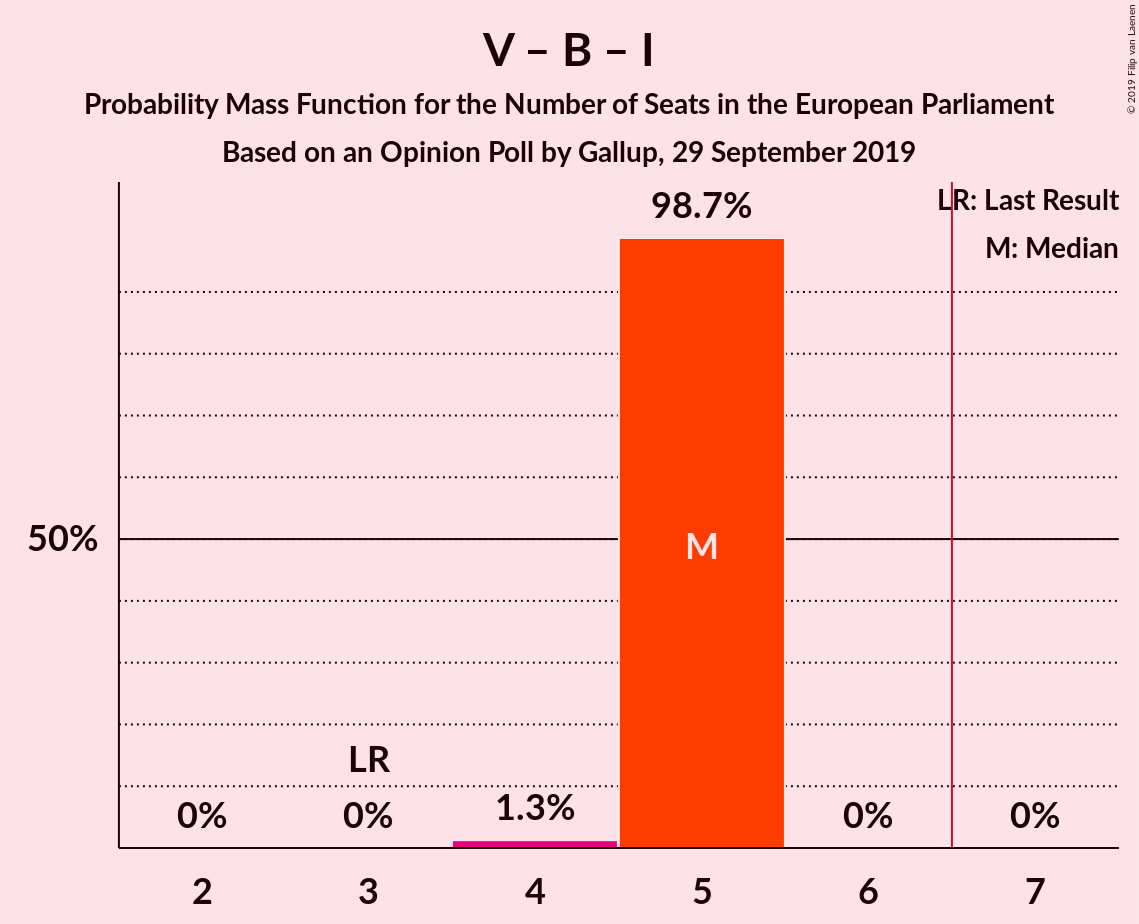 V – B – I
Probability Mass Function for the Number of Seats in the European Parliament
Based on an Opinion Poll by Gallup, 29 September 2019
© 2019 Filip van Laenen
LR: Last Result
M: Median
98.7%
50%
M
LR
0%
0%
1.3%
0%
0%
2
3
4
5
6
7